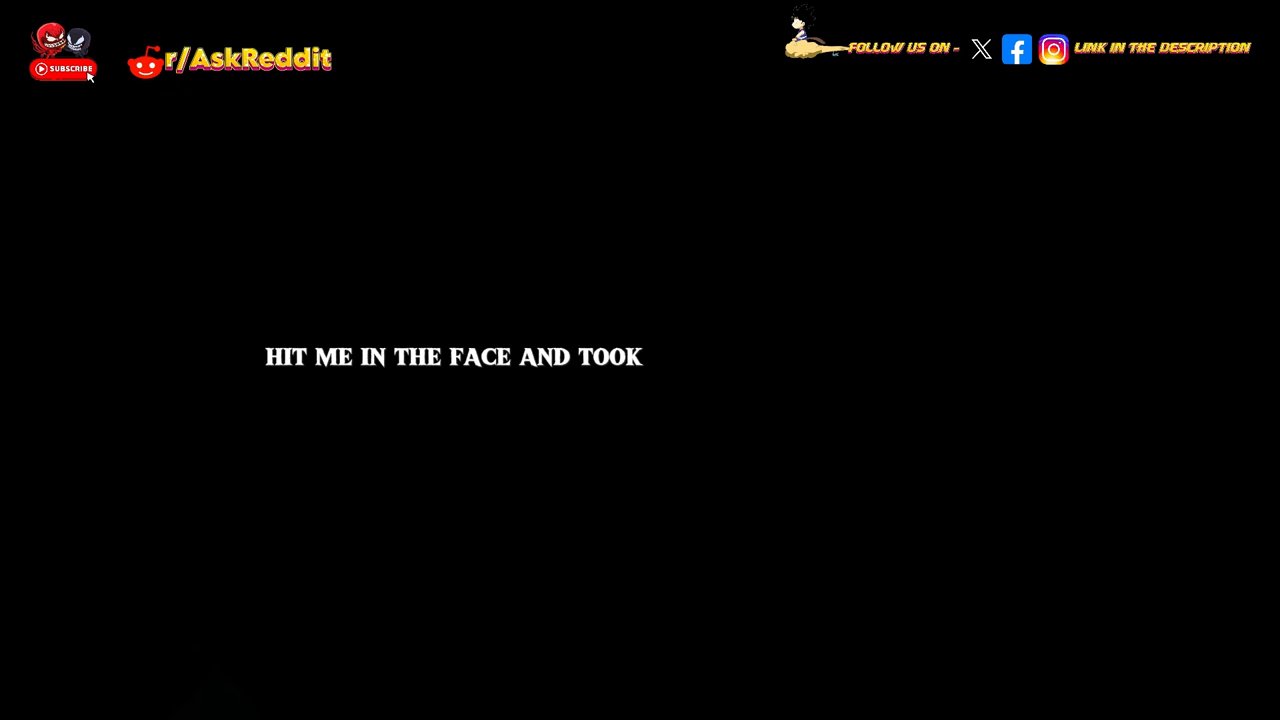 SUBSCRIBE
r/AskReddit
FOLLOW US ON -
LINK IN THE DESCRIPTION
HIT ME IN THE FACE AND TOOK